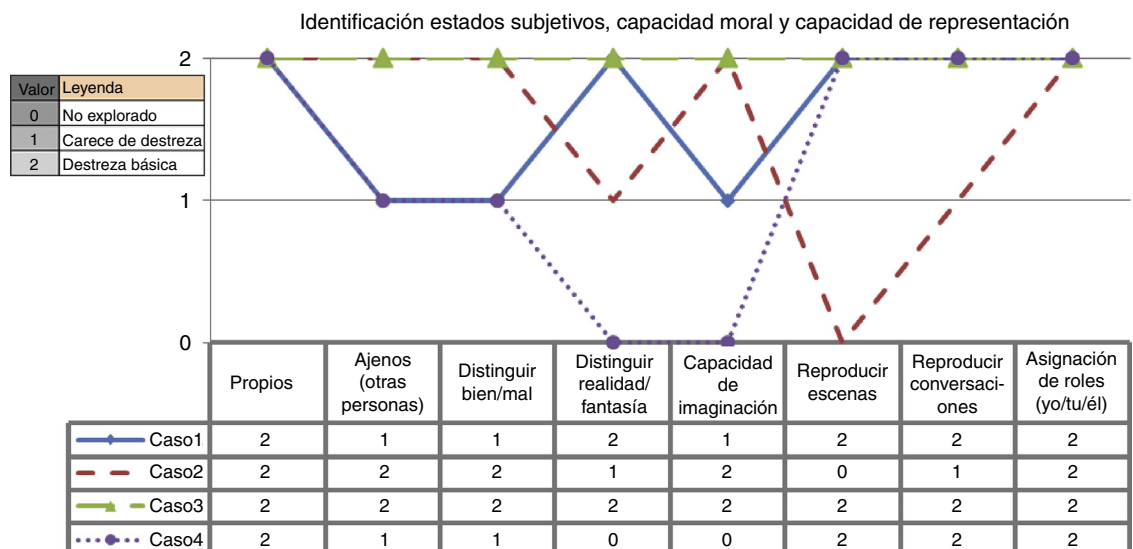 Identificación estados subjetivos, capacidad moral y capacidad de representación
2
1
0
Valor Leyenda
0 No explorado
1 Carece de destreza
2 Destreza básica
Propios
Ajenos
(otras
personas)
Distinguir
bien/mal
Distinguir
realidad/
fantasía
Capacidad
de
imaginación
Reproducir
escenas
Reproducir
conversaci-
ones
Asignación
de roles
(yo/tu/él)
Caso1 2 1 1 2 1 2 2 2
Caso2 2 2 2 1 2 0 1 2
Caso3 2 2 2 2 2 2 2 2
Caso4 2 1 1 0 0 2 2 2